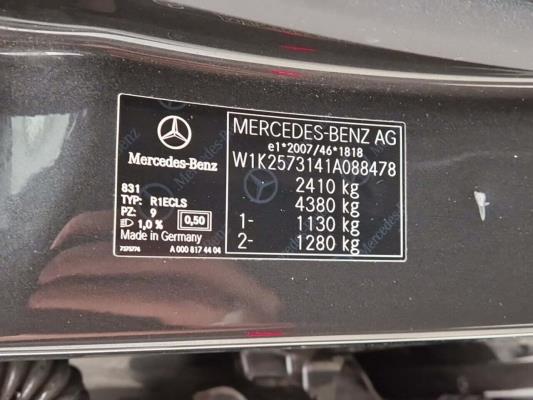 Mercedes-Benz
831
TYP: R1ECLS
PZ: 9 0,50
1,0 %
Made in Germany
7375774 A 000 817 44 04
MERCEDES-BENZ AG
e1*2007/46*1818
W1K2573141A088478
2410 kg
4380 kg
1- 1130 kg
2- 1280 kg